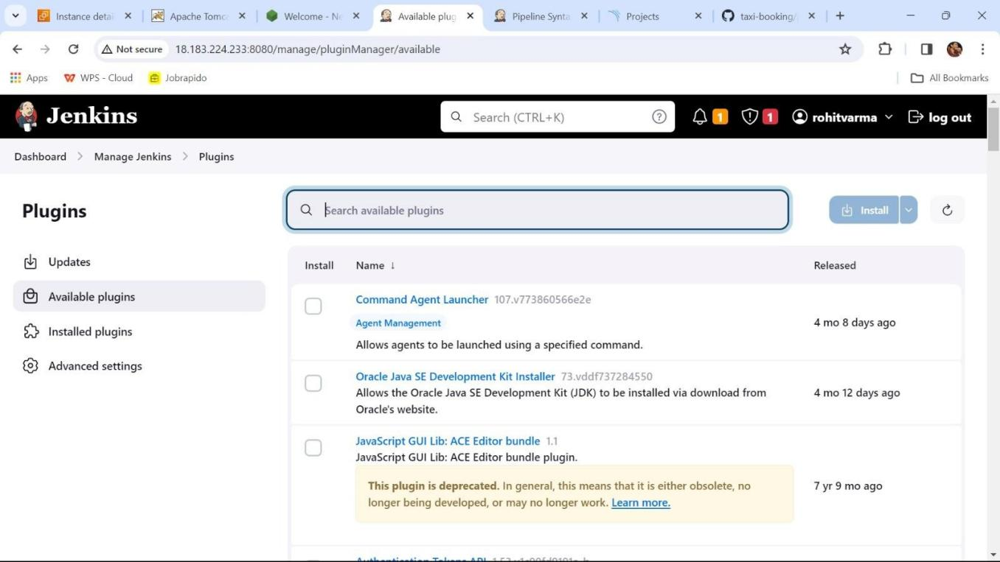 Instance detai
Apache Tomca
Welcome - Ne
Available plug
Pipeline Synta
Projects
taxi-booking/
Not secure
18.183.224.233:8080/manage/pluginManager/available
Apps
WPS - Cloud
Jobrapido
All Bookmarks
Jenkins
Search (CTRL+K)
1
1
rohitvarma
log out
Dashboard
Manage Jenkins
Plugins
Plugins
Search available plugins
Install
Updates
Available plugins
Installed plugins
Advanced settings
Install
Name ↓
Released
Command Agent Launcher 107.v773860566e2e
Agent Management
Allows agents to be launched using a specified command.
4 mo 8 days ago
Oracle Java SE Development Kit Installer 73.vddf737284550
Allows the Oracle Java SE Development Kit (JDK) to be installed via download from
Oracle's website.
4 mo 12 days ago
JavaScript GUI Lib: ACE Editor bundle 1.1
JavaScript GUI Lib: ACE Editor bundle plugin.
This plugin is deprecated. In general, this means that it is either obsolete, no
longer being developed, or may no longer work. Learn more.
7 yr 9 mo ago
Authentication Tokens API